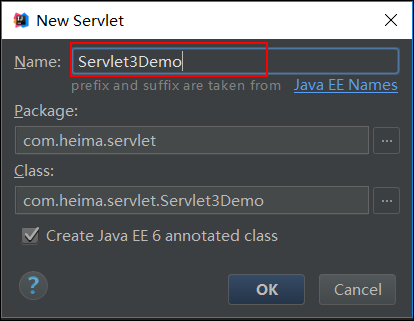 New Servlet
Name: Servlet3Demo
prefix and suffix are taken from Java EE Names
Package:
com.heima.servlet
...
Class:
com.heima.servlet.Servlet3Demo
...
Create Java EE 6 annotated class
? OK Cancel